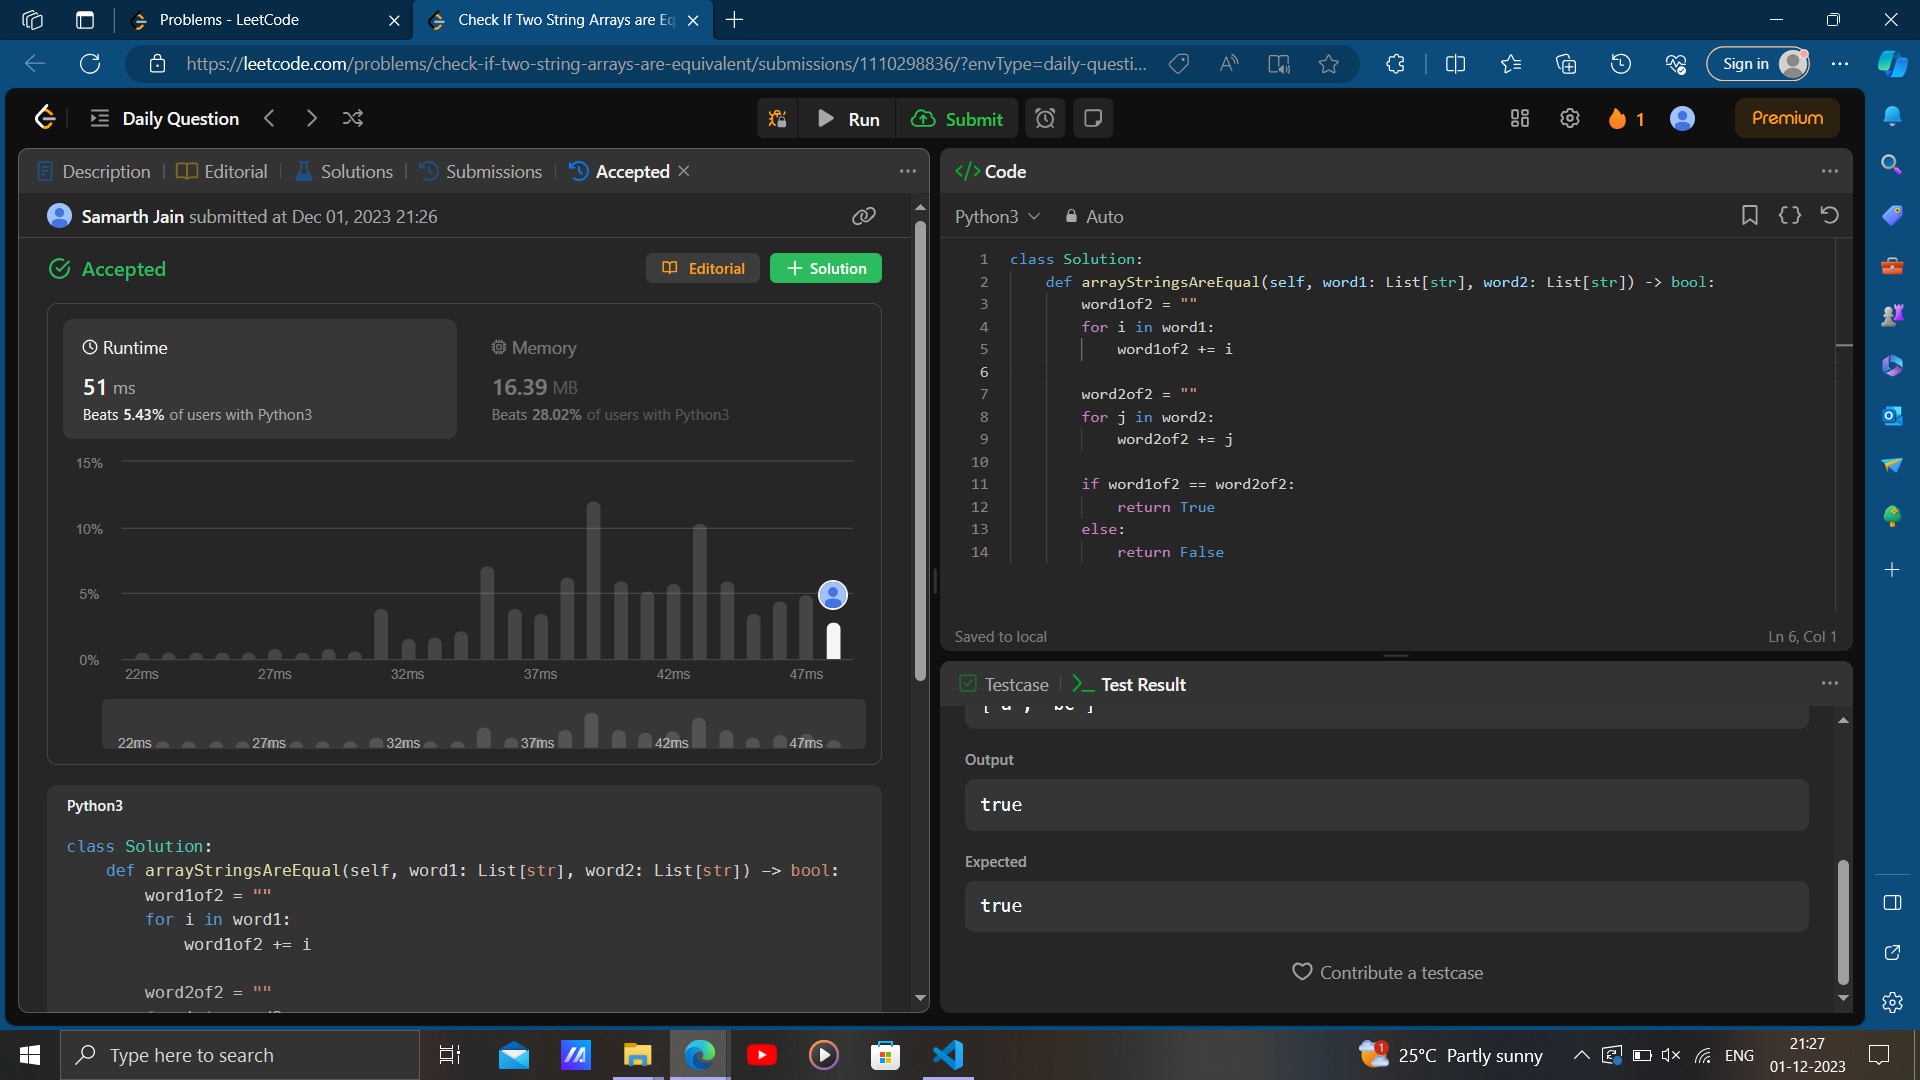 Problems - LeetCode
Check If Two String Arrays are Eq
https://leetcode.com/problems/check-if-two-string-arrays-are-equivalent/submissions/1110298836/?envType=daily-questi...
Sign in
Daily Question
Run
Submit
1
Premium
Description
Editorial
Solutions
Submissions
Accepted
Samarth Jain submitted at Dec 01, 2023 21:26
Accepted
Editorial
+ Solution
Runtime
51 ms
Beats 5.43% of users with Python3
Memory
16.39 MB
Beats 28.02% of users with Python3
15%
10%
5%
0%
22ms 27ms 32ms 37ms 42ms 47ms
22ms 27ms 32ms 37ms 42ms 47ms
Python3
class Solution:
    def arrayStringsAreEqual(self, word1: List[str], word2: List[str]) -> bool:
        word1of2 = ""
        for i in word1:
            word1of2 += i
        word2of2 = ""
</> Code
Python3
Auto
1 class Solution:
2     def arrayStringsAreEqual(self, word1: List[str], word2: List[str]) -> bool:
3         word1of2 = ""
4         for i in word1:
5             word1of2 += i
6
7         word2of2 = ""
8         for j in word2:
9             word2of2 += j
10
11         if word1of2 == word2of2:
12             return True
13         else:
14             return False
Saved to local
Ln 6, Col 1
Testcase
Test Result
Output
true
Expected
true
Contribute a testcase
Type here to search
1
25°C Partly sunny
ENG
21:27
01-12-2023